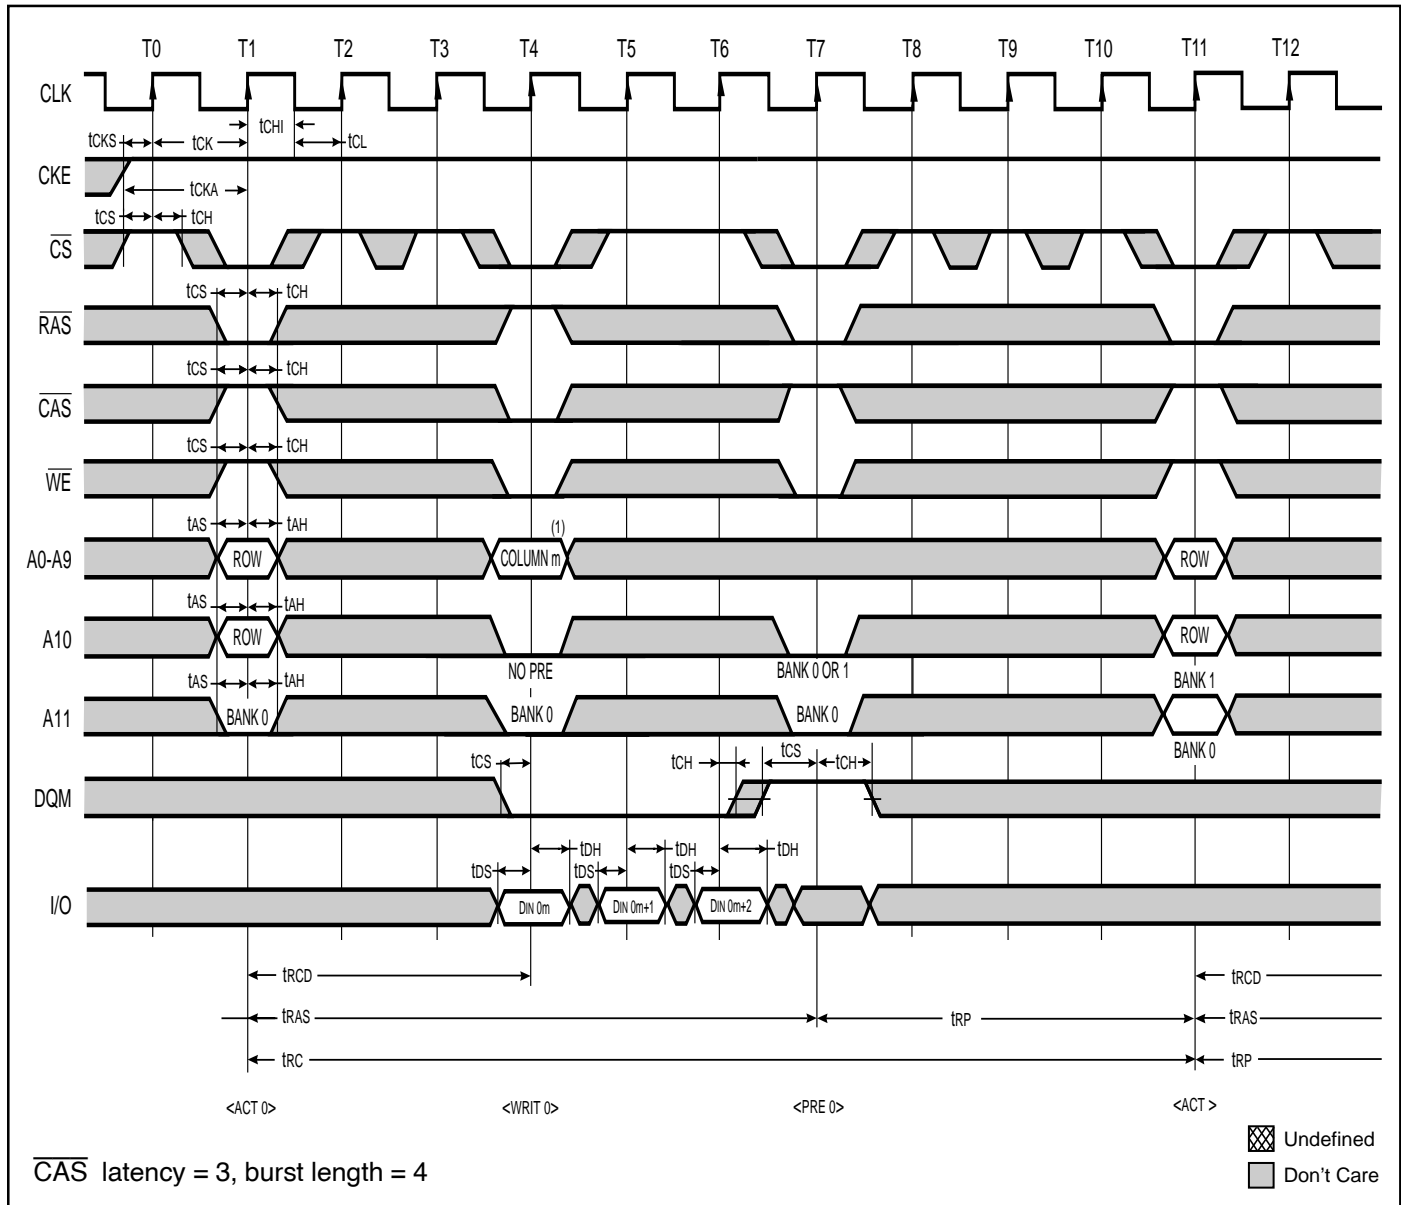 T0 T1 T2 T3 T4 T5 T6 T7 T8 T9 T10 T11 T12
CLK
tCHI
tCKS tCK tCL
CKE
tCKA
tCS tCH
CS
tCS tCH
RAS
tCS tCH
CAS
tCS tCH
WE
tAS tAH (1)
A0-A9 ROW COLUMN m ROW
tAS tAH
A10 ROW ROW
NO PRE BANK 0 OR 1 BANK 1
tAS tAH
A11 BANK 0 BANK 0 BANK 0
BANK 0
tCS tCH tCS tCH
DQM
tDH tDH tDH
tDS tDS tDS
I/O DIN 0m DIN 0m+1 DIN 0m+2
tRCD tRCD
tRAS tRP tRAS
tRC tRP
<ACT 0> <WRIT 0> <PRE 0> <ACT >
Undefined
CAS latency = 3, burst length = 4
Don't Care